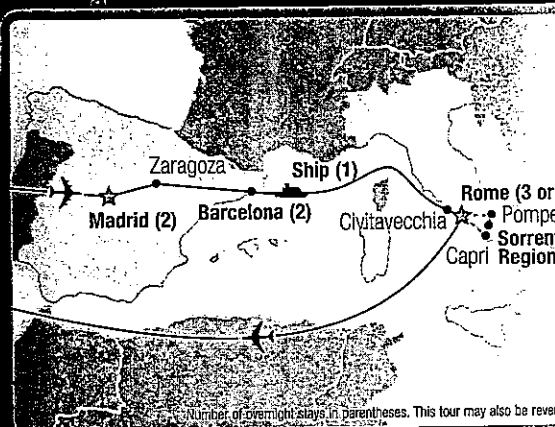 Zaragoza
Ship (1)
Madrid (2)
Barcelona (2)
Rome (3 or
Civitavecchia
Pompe
Sorren
Capri Region
Number of overnight stays in parentheses. This tour may also be rever